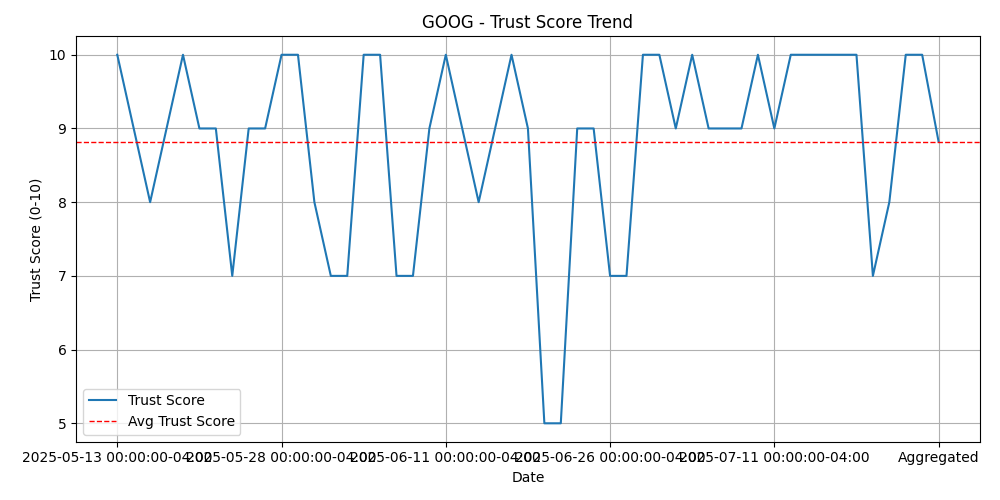 GOOG - Trust Score Trend
Trust Score (0-10)
10
9
8
7
6
5
Trust Score
Avg Trust Score
2025-05-13 00:00:00-04:00
2025-05-28 00:00:00-04:00
2025-06-11 00:00:00-04:00
2025-06-26 00:00:00-04:00
2025-07-11 00:00:00-04:00
Aggregated
Date